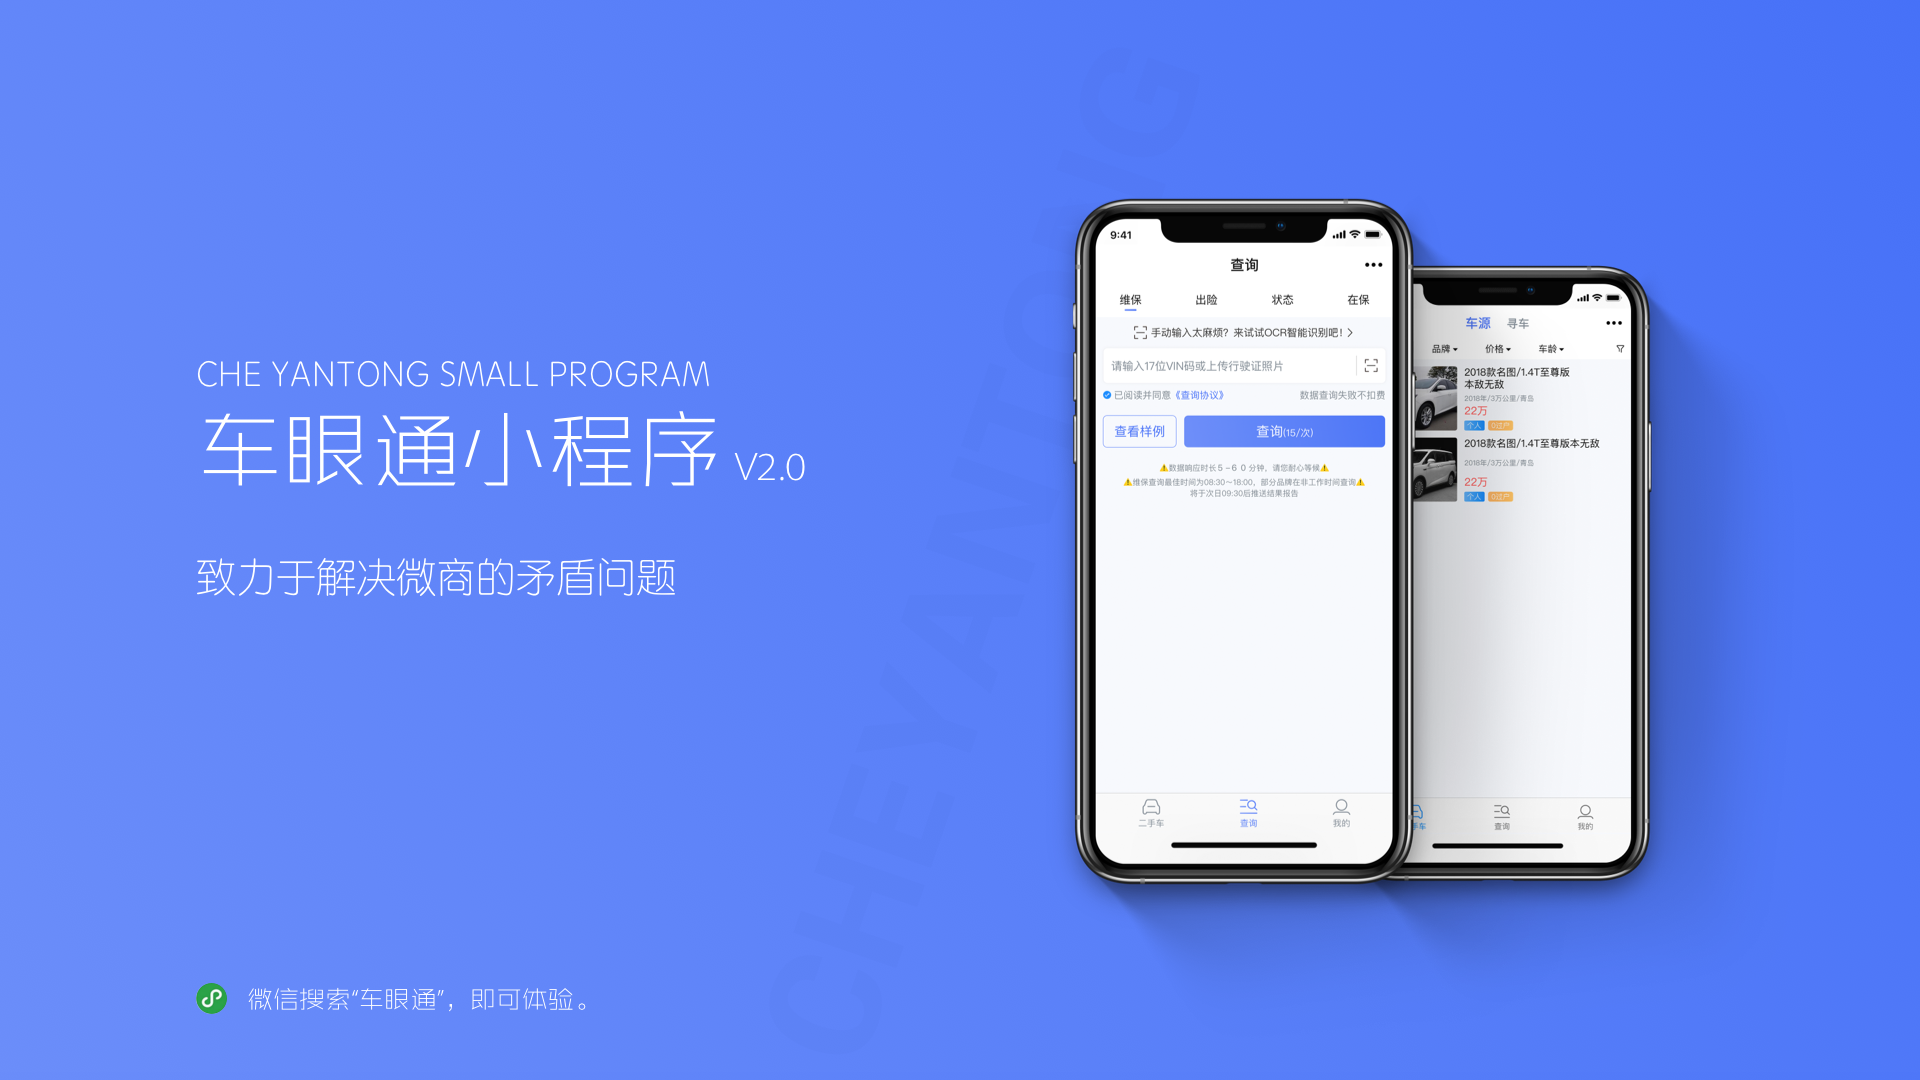 CHEYANTONG
CHE YANTONG SMALL PROGRAM
车眼通小程序 V2.0
致力于解决微商的矛盾问题
微信搜索“车眼通”，即可体验。
9:41
查询
维保 出险 状态 在保
手动输入太麻烦？来试试OCR智能识别吧！
请输入17位VIN码或上传行驶证照片
已阅读并同意《查询协议》 数据查询失败不扣费
查看样例 查询(15/次)
⚠️数据响应时长5-60分钟，请您耐心等候⚠️
⚠️维保查询最佳时间为08:30~18:00，部分品牌在非工作时间查询⚠️
将于次日09:30后推送结果报告
二手车 查询 我的
车源 寻车
品牌 价格 车龄
2018款名图/1.4T至尊版
本敌无敌
2018年/3万公里/青岛
22万
个人 0过户
2018款名图/1.4T至尊版本无敌
2018年/3万公里/青岛
22万
个人 0过户
手车 查询 我的